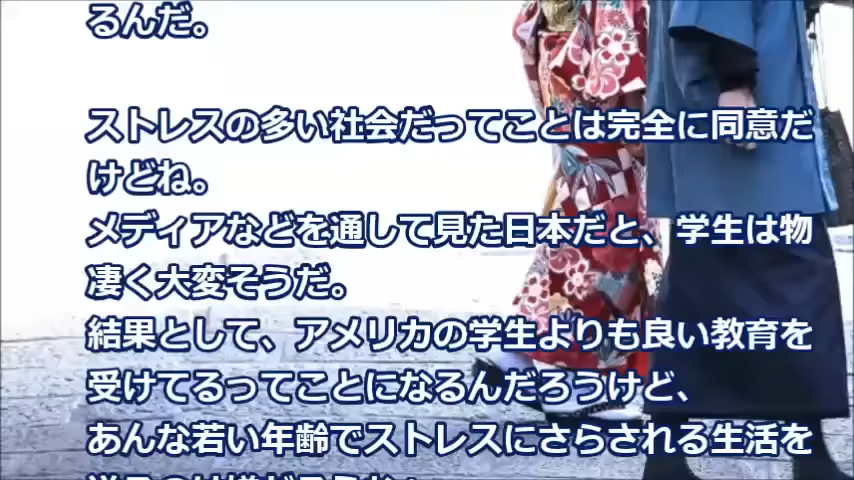 るんだ。
ストレスの多い社会だってことは完全に同意だ
けどね。
メディアなどを通して見た日本だと、学生は物
凄く大変そうだ。
結果として、アメリカの学生よりも良い教育を
受けてるってことになるんだろうけど、
あんな若い年齢でストレスにさらされる生活を